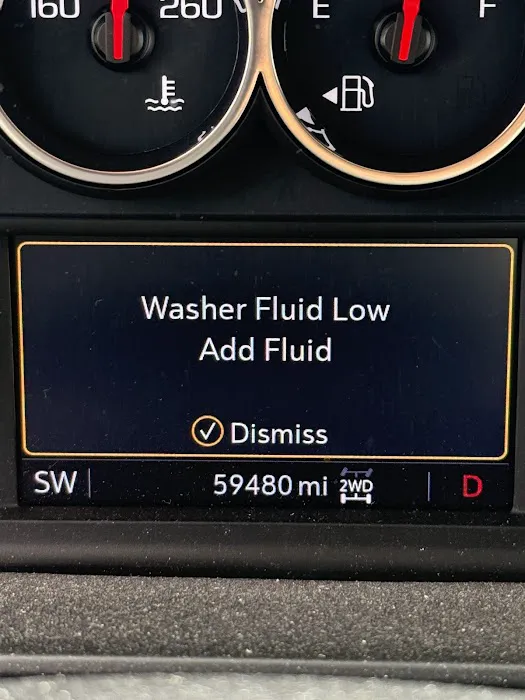 160 260 E F
Washer Fluid Low
Add Fluid
Dismiss
SW 59480 mi 2WD D